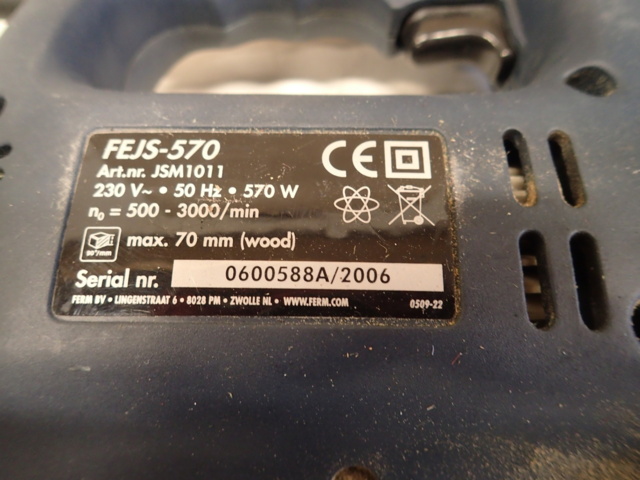 FEJS-570
Art.nr. JSM1011
230 V~ • 50 Hz • 570 W
n₀ = 500 - 3000/min
max. 70 mm (wood)
Serial nr. 0600588A/2006
FERM BV • LINGENSTRAAT 6 • 8028 PM • ZWOLLE NL • WWW.FERM.COM 0509-22
CE